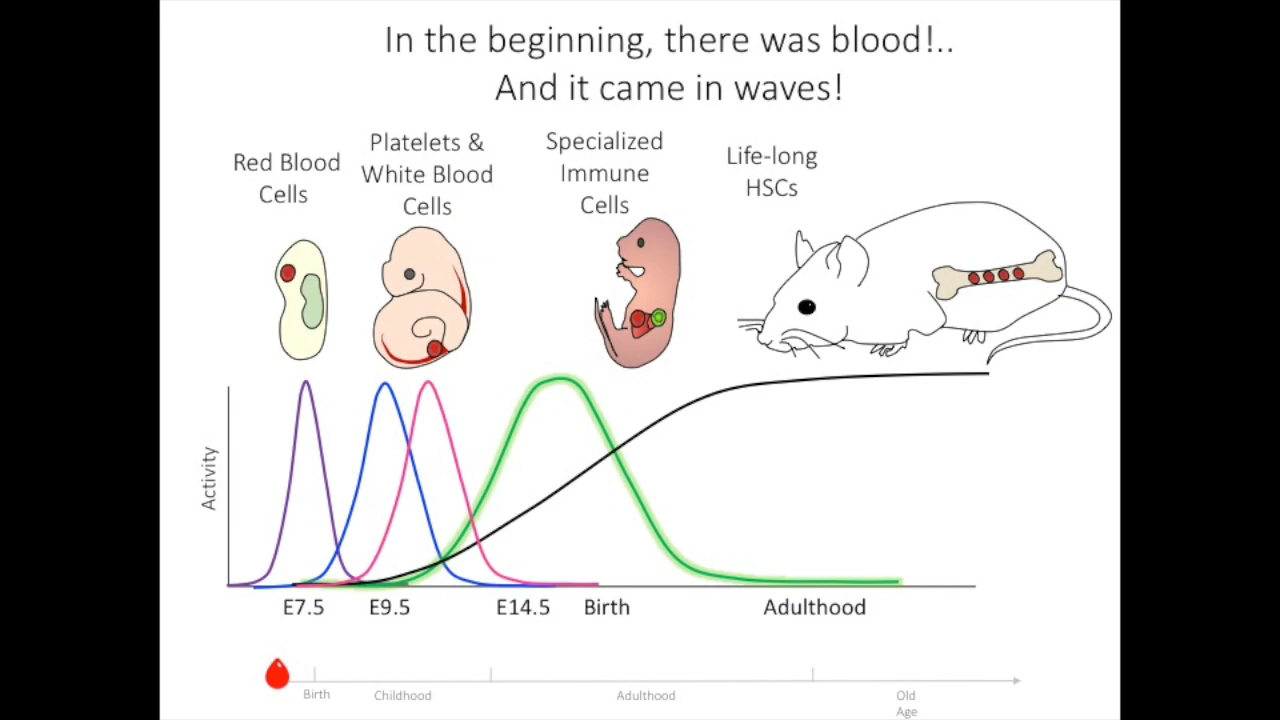 In the beginning, there was blood!..
And it came in waves!
Red Blood
Cells
Platelets &
White Blood
Cells
Specialized
Immune
Cells
Life-long
HSCs
Activity
E7.5
E9.5
E14.5
Birth
Adulthood
Birth
Childhood
Adulthood
Old
Age